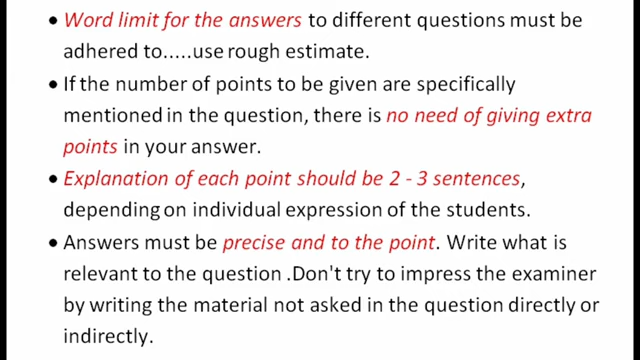 • Word limit for the answers to different questions must be
adhered to.....use rough estimate.
• If the number of points to be given are specifically
mentioned in the question, there is no need of giving extra
points in your answer.
• Explanation of each point should be 2 - 3 sentences,
depending on individual expression of the students.
• Answers must be precise and to the point. Write what is
relevant to the question .Don't try to impress the examiner
by writing the material not asked in the question directly or
indirectly.